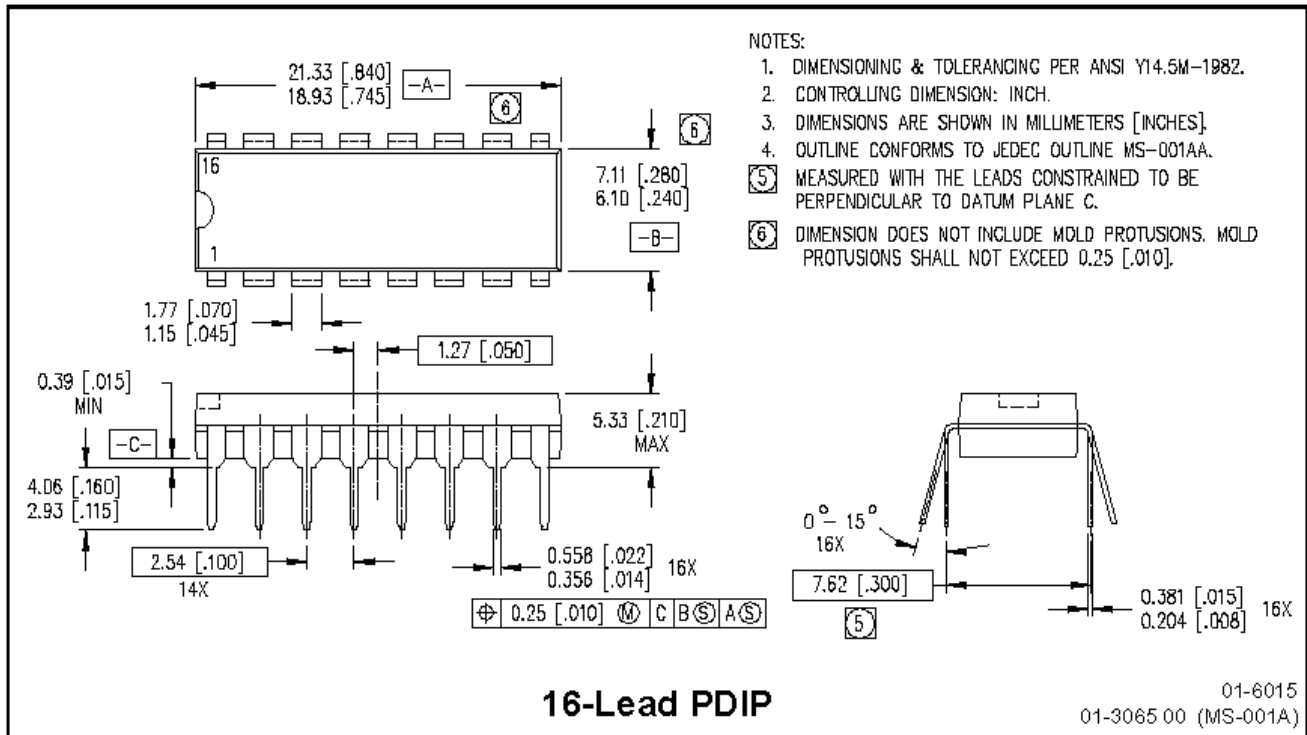 NOTES:
1. DIMENSIONING & TOLERANCING PER ANSI Y14.5M-1982.
2. CONTROLLING DIMENSION: INCH.
3. DIMENSIONS ARE SHOWN IN MILLIMETERS [INCHES].
4. OUTLINE CONFORMS TO JEDEC OUTLINE MS-001AA.
5 MEASURED WITH THE LEADS CONSTRAINED TO BE
PERPENDICULAR TO DATUM PLANE C.
6 DIMENSION DOES NOT INCLUDE MOLD PROTUSIONS. MOLD
PROTUSIONS SHALL NOT EXCEED 0.25 [.010].
21.33 [.840]
18.93 [.745]
-A-
6
6
16
1
7.11 [.280]
6.10 [.240]
-B-
1.77 [.070]
1.15 [.045]
1.27 [.050]
0.39 [.015]
MIN
-C-
5.33 [.210]
MAX
4.06 [.160]
2.93 [.115]
2.54 [.100]
14X
0.558 [.022]
0.356 [.014] 16X
⌖ 0.25 [.010] Ⓜ C B Ⓢ A Ⓢ
0° - 15°
16X
7.62 [.300]
5
0.381 [.015]
0.204 [.008] 16X
16-Lead PDIP
01-6015
01-3065 00 (MS-001A)